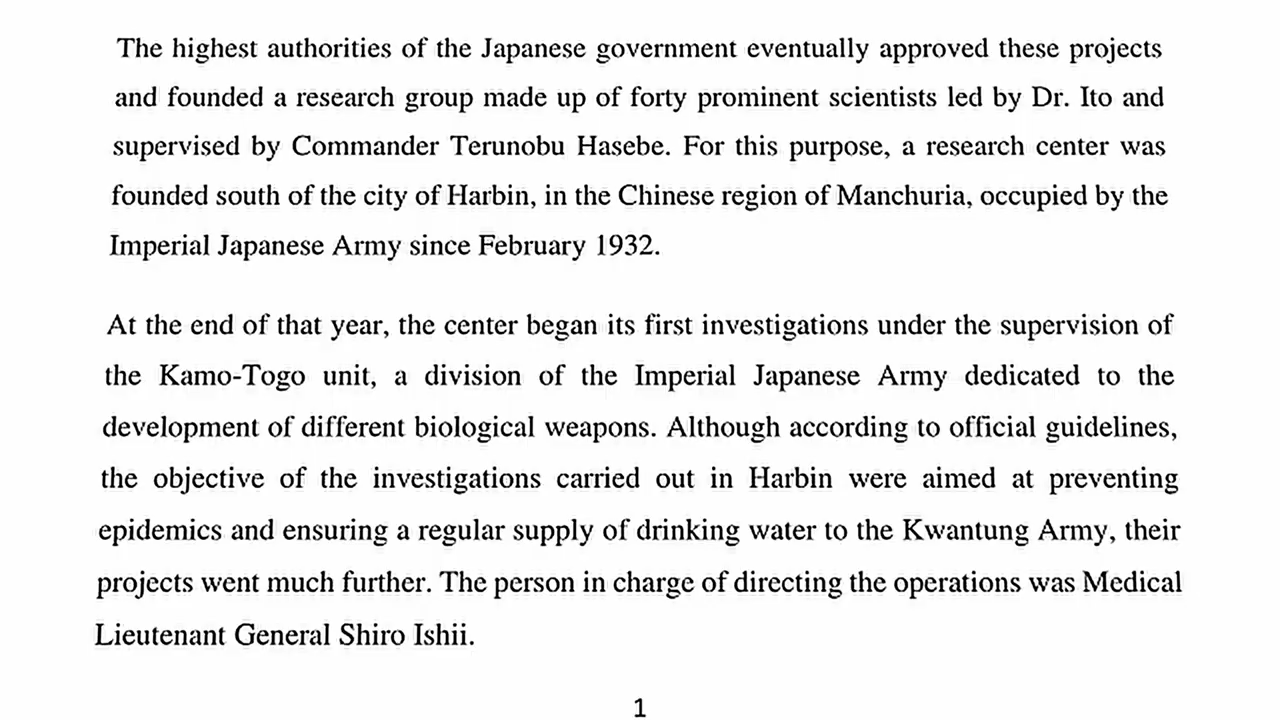 The highest authorities of the Japanese government eventually approved these projects
and founded a research group made up of forty prominent scientists led by Dr. Ito and
supervised by Commander Terunobu Hasebe. For this purpose, a research center was
founded south of the city of Harbin, in the Chinese region of Manchuria, occupied by the
Imperial Japanese Army since February 1932.
At the end of that year, the center began its first investigations under the supervision of
the Kamo-Togo unit, a division of the Imperial Japanese Army dedicated to the
development of different biological weapons. Although according to official guidelines,
the objective of the investigations carried out in Harbin were aimed at preventing
epidemics and ensuring a regular supply of drinking water to the Kwantung Army, their
projects went much further. The person in charge of directing the operations was Medical
Lieutenant General Shiro Ishii.
1